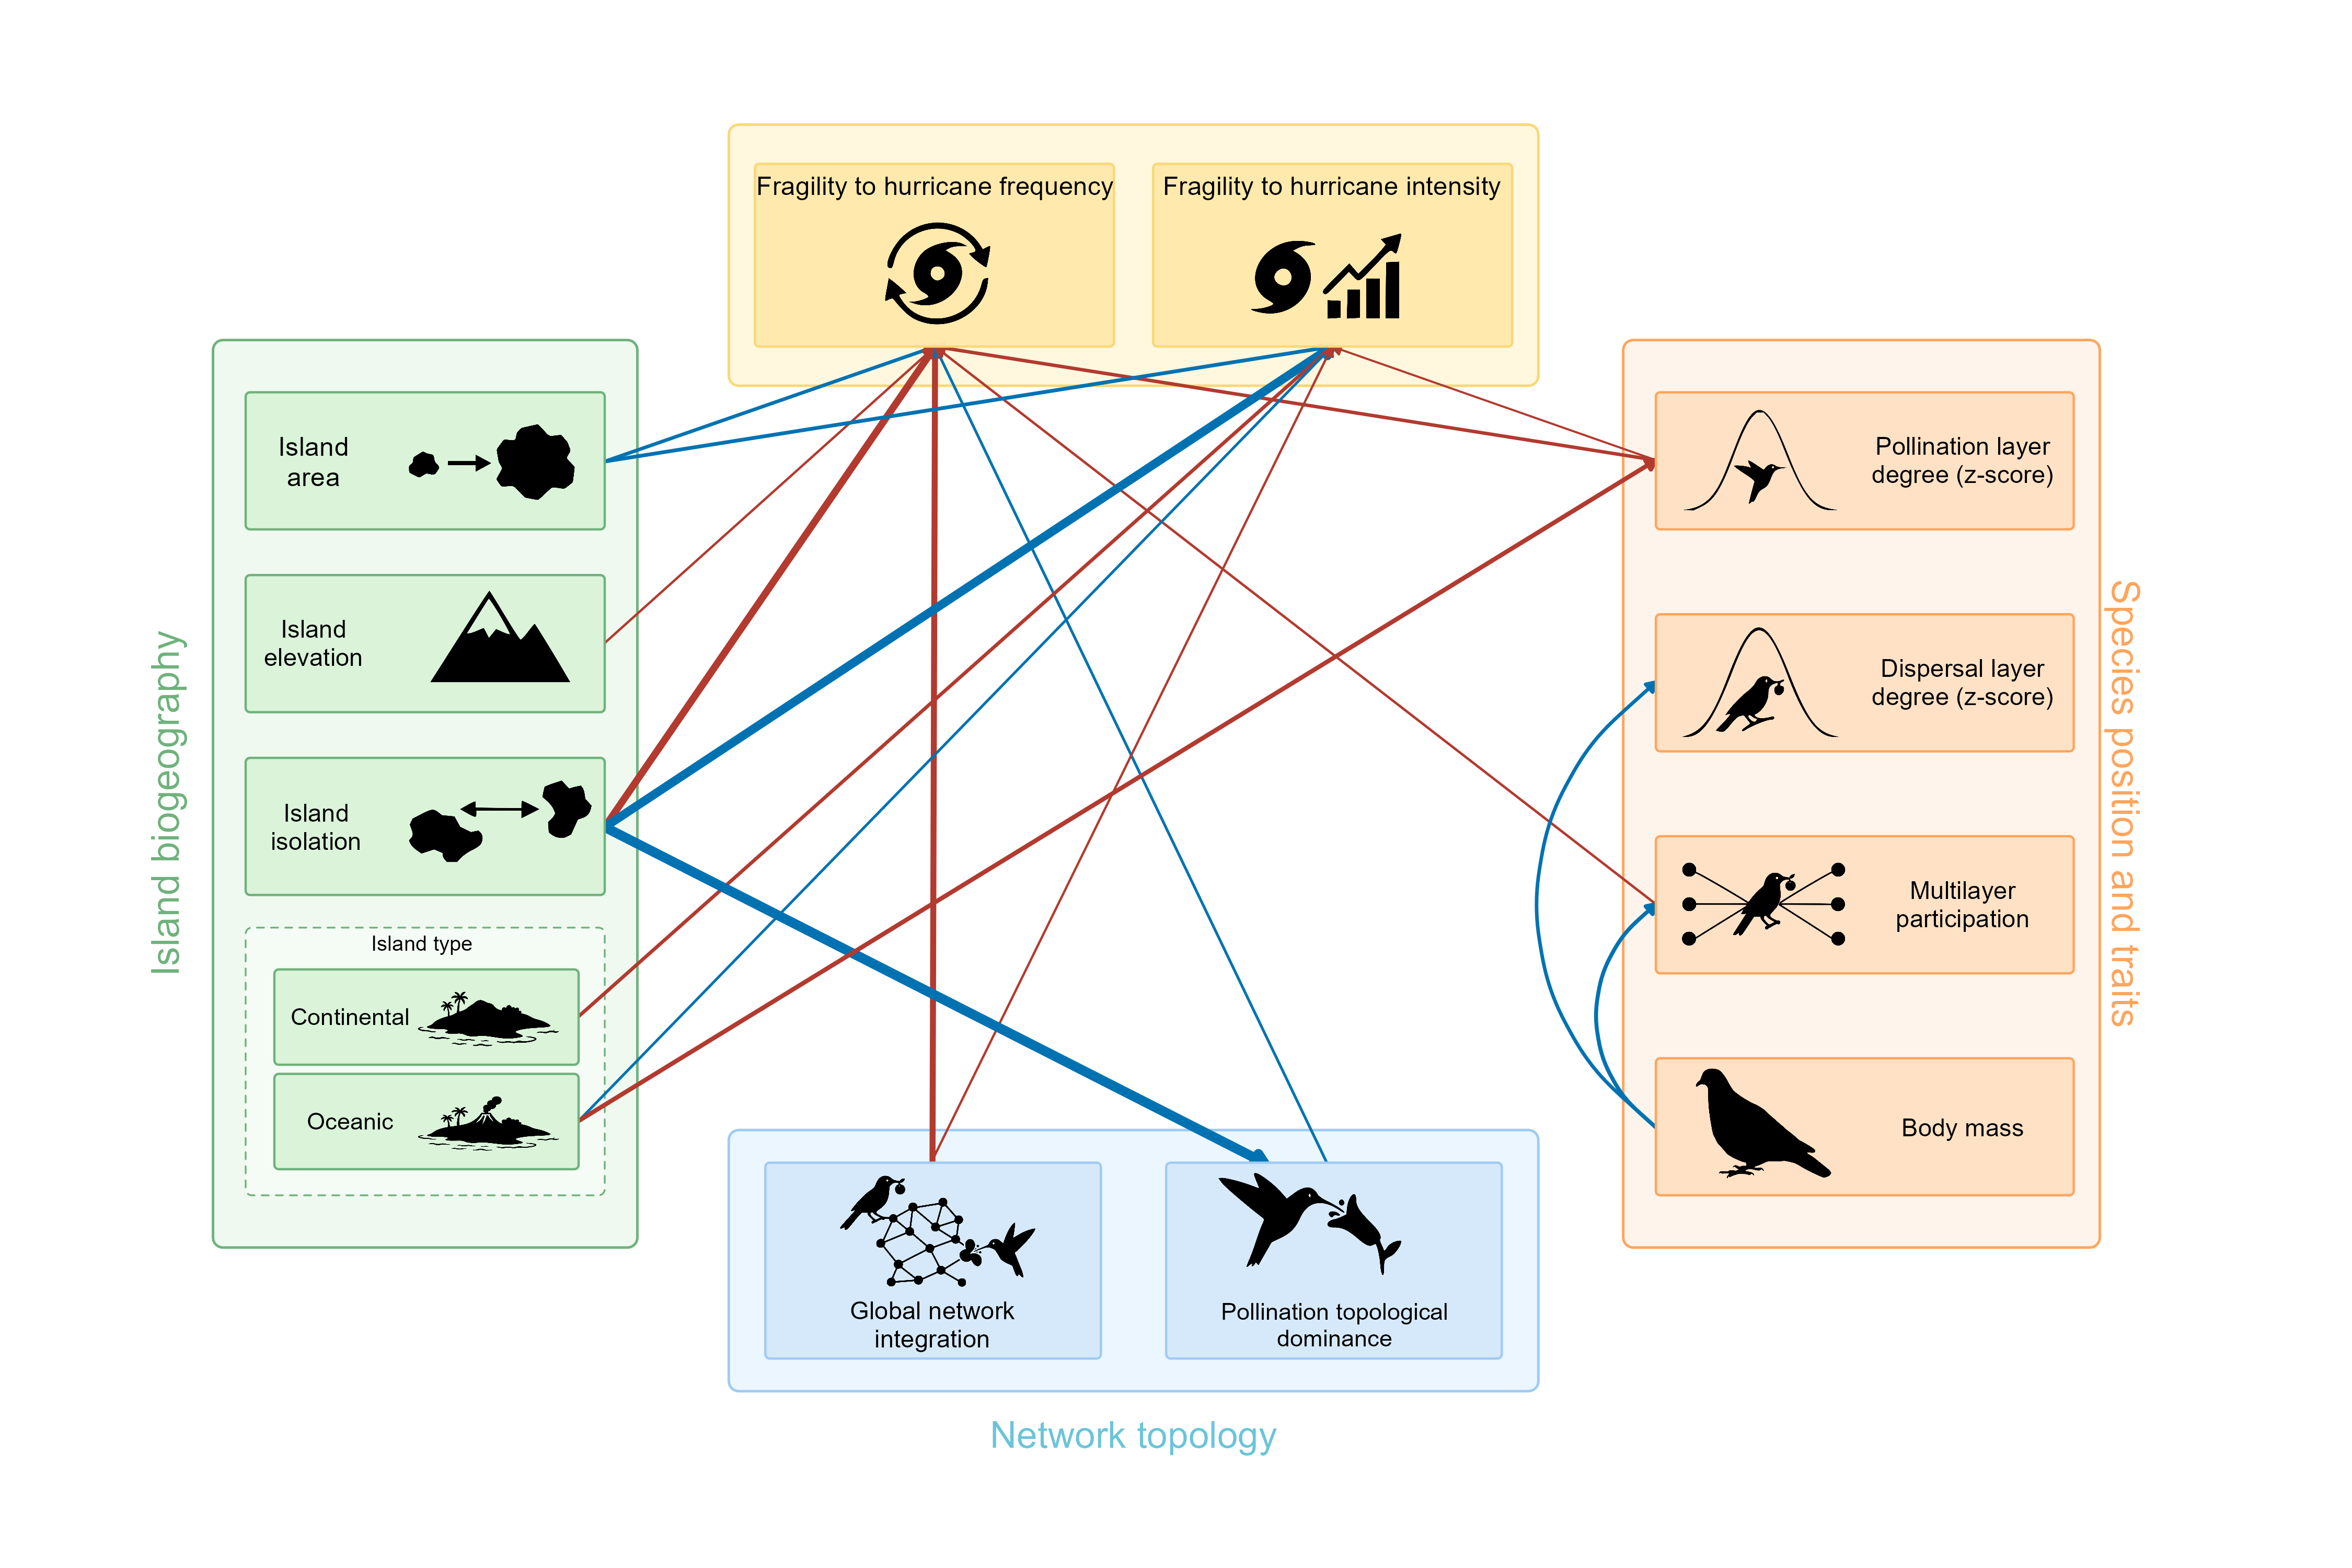 Fragility to hurricane frequency
Fragility to hurricane intensity
Island biogeography
Island
area
Island
elevation
Island
isolation
Island type
Continental
Oceanic
Pollination layer
degree (z-score)
Dispersal layer
degree (z-score)
Multilayer
participation
Body mass
Species position and traits
Global network
integration
Pollination topological
dominance
Network topology